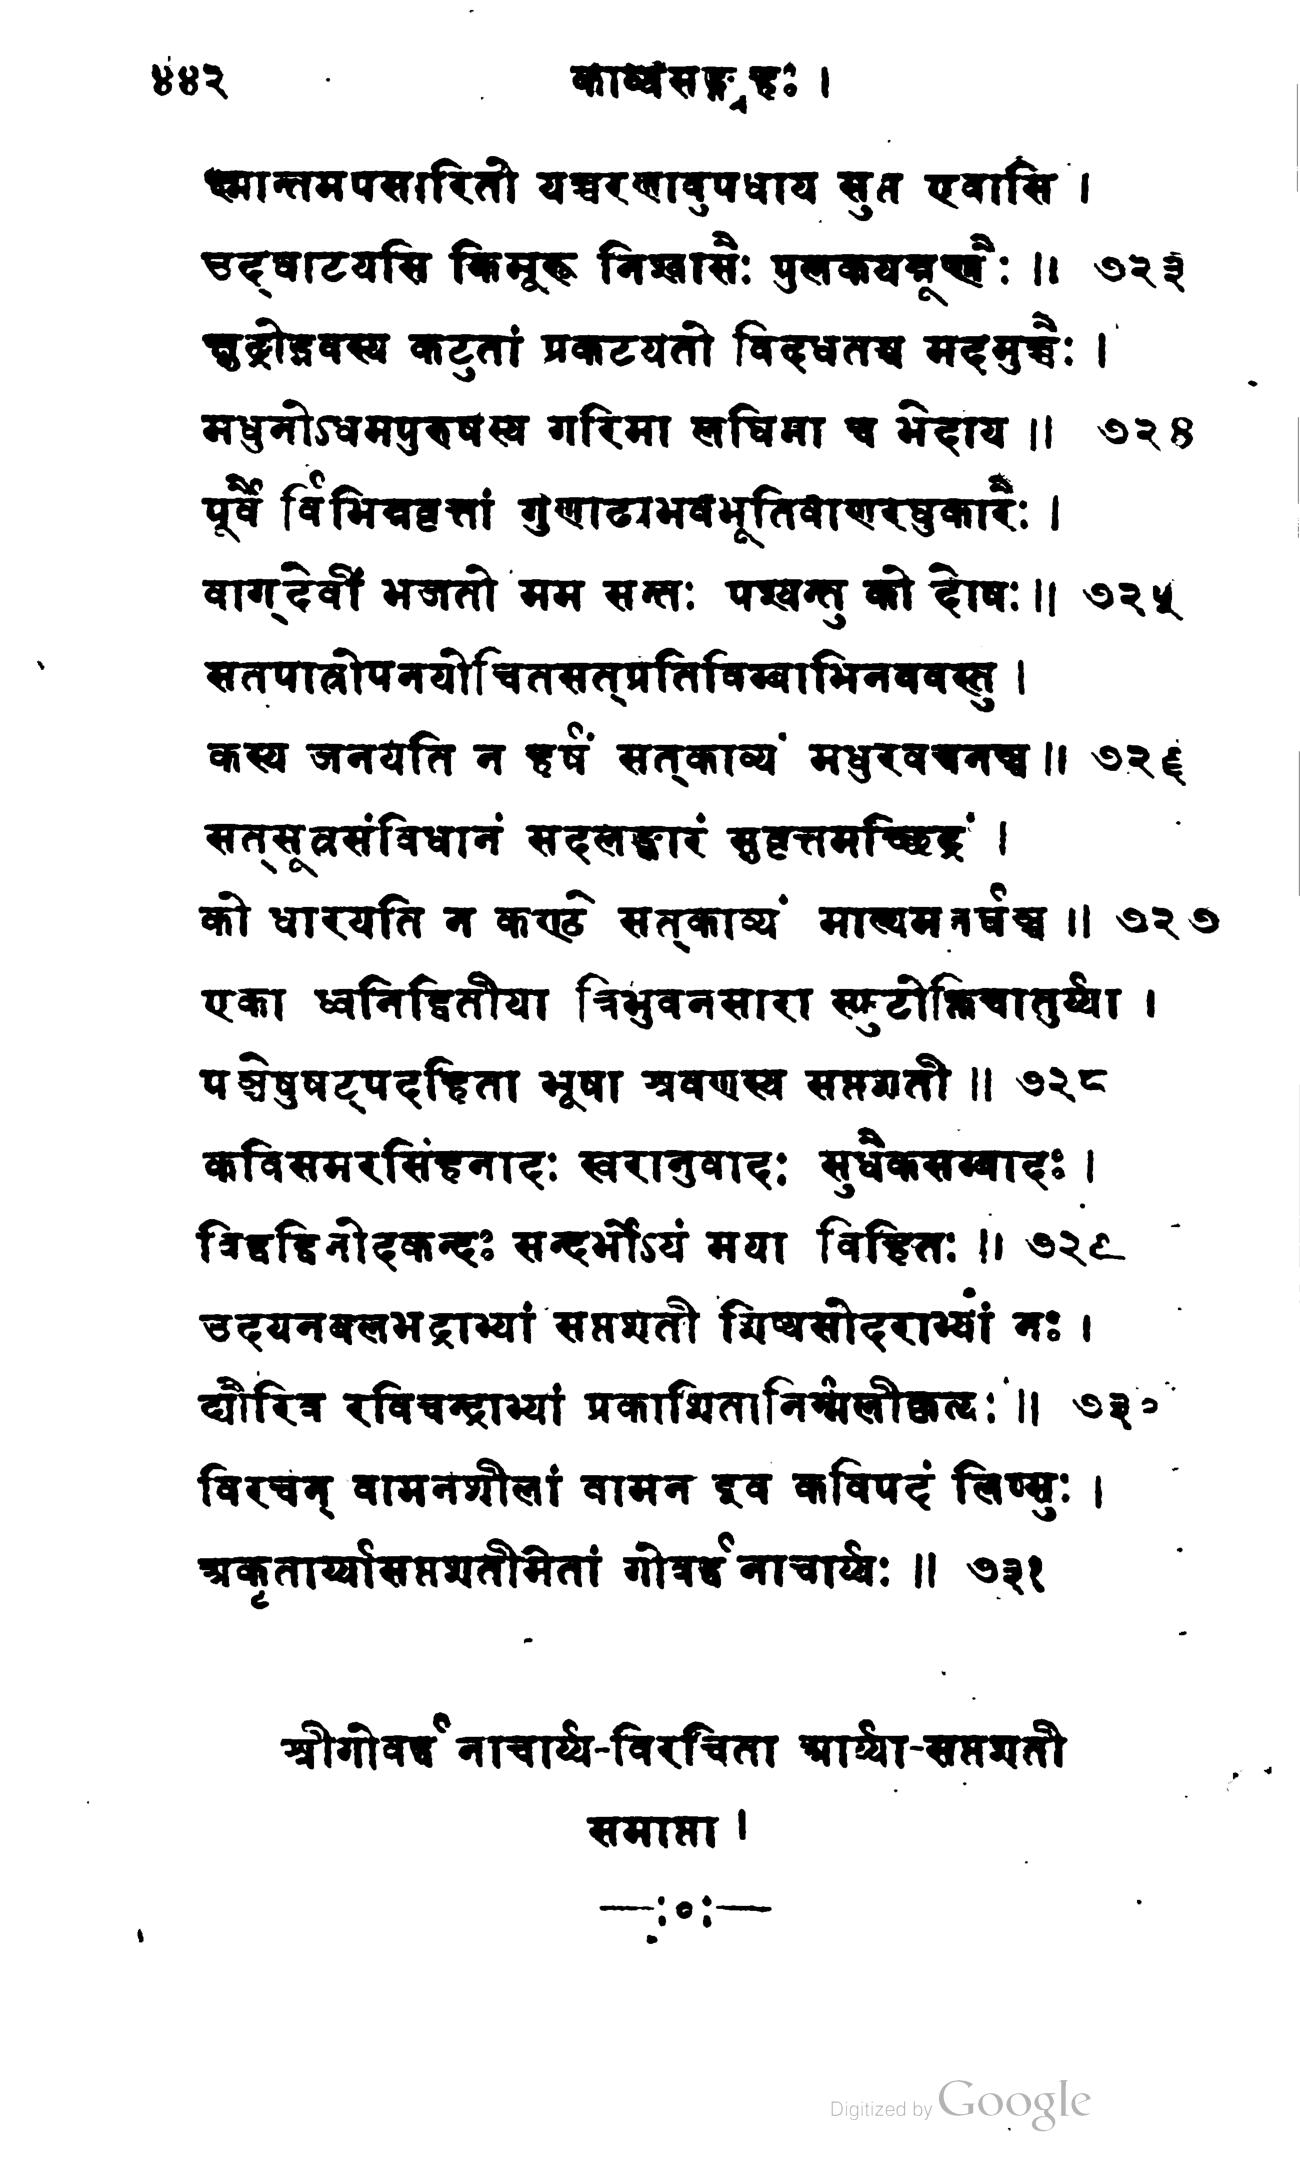 ४४२ काव्यसङ्ग्रहः ।
क्ष्मान्तमपसारितो यच्चरणावुपधाय सुप्त एवासि ।
उद्घाटयसि किमूरू निश्वासैः पुलकयन्नूष्णैः ॥ ७२३
क्षुद्रोद्भवस्य कटुतां प्रकटयतो विदधतश्च मदमुच्चैः ।
मधुनोऽधमपुरुषस्य गरिमा लघिमा च भेदाय ॥ ७२४
पूर्वै र्विभिन्नवृत्तां गुणाढ्यभवभूतिबाणरघुकारैः ।
वाग्देवीं भजतो मम सन्तः पश्यन्तु को दोषः ॥ ७२५
सतपात्रोपनयोचितसत्प्रतिविम्बाभिनववस्तु ।
कस्य जनयति न हर्षं सत्काव्यं मधुरवचनञ्च ॥ ७२६
सत्सूत्रसंविधानं सदलङ्कारं सुवृत्तमच्छिद्रं ।
को धारयति न कण्ठे सत्काव्यं माल्यमनर्घञ्च ॥ ७२७
एका ध्वनिद्वितीया त्रिभुवनसारा स्फुटोक्तिचातुर्य्या ।
पञ्चेषुषट्पदहिता भूषा श्रवणस्य सप्तशती ॥ ७२८
कविसमरसिंहनादः स्वरानुवादः सुधैकसम्वादः ।
विद्वद्विनोदकन्दः सन्दर्भोऽयं मया विहितः ॥ ७२९
उदयनबलभद्राभ्यां सप्तशती शिष्यसोदराभ्यां नः ।
द्यौरिव रविचन्द्राभ्यां प्रकाशितानिर्म्मलीकृत्यः ॥ ७३०
विरचन् वामनशीलां वामन इव कविपदं लिप्सुः ।
अकृतार्य्यासप्तशतीमेतां गोवर्द्धनाचार्य्यः ॥ ७३१
श्रीगोवर्द्धनाचार्य्य-विरचिता आर्य्या-सप्तशती
समाप्ता ।
—:०:—
Digitized by Google